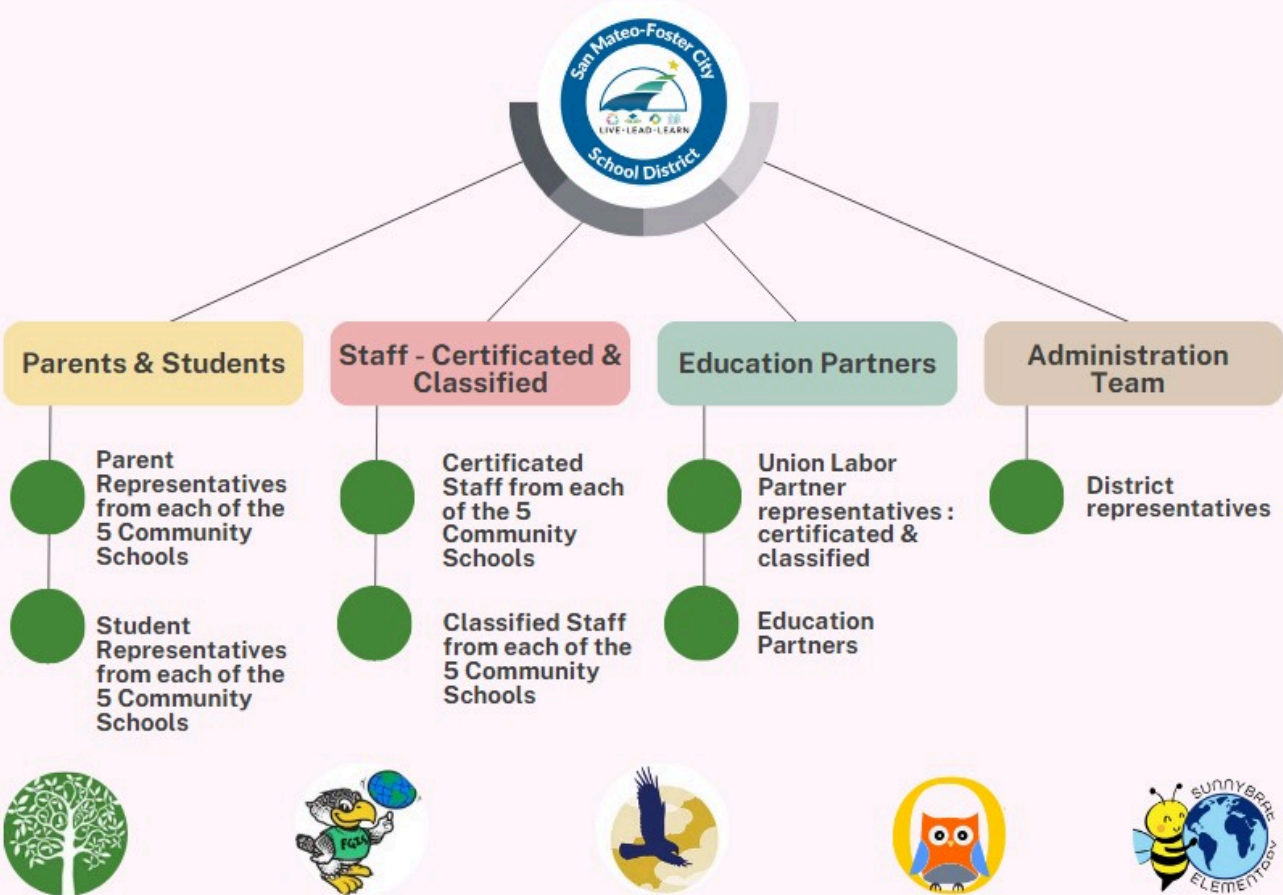 San Mateo-Foster City
LIVE-LEAD-LEARN
School District
Parents & Students
Staff - Certificated &
Classified
Education Partners
Administration
Team
Parent
Representatives
from each of the
5 Community
Schools
Student
Representatives
from each of the
5 Community
Schools
Certificated
Staff from each
of the 5
Community
Schools
Classified Staff
from each of the
5 Community
Schools
Union Labor
Partner
representatives :
certificated &
classified
Education
Partners
District
representatives
FGIA
SUNNYBRAE
ELEMENTARY